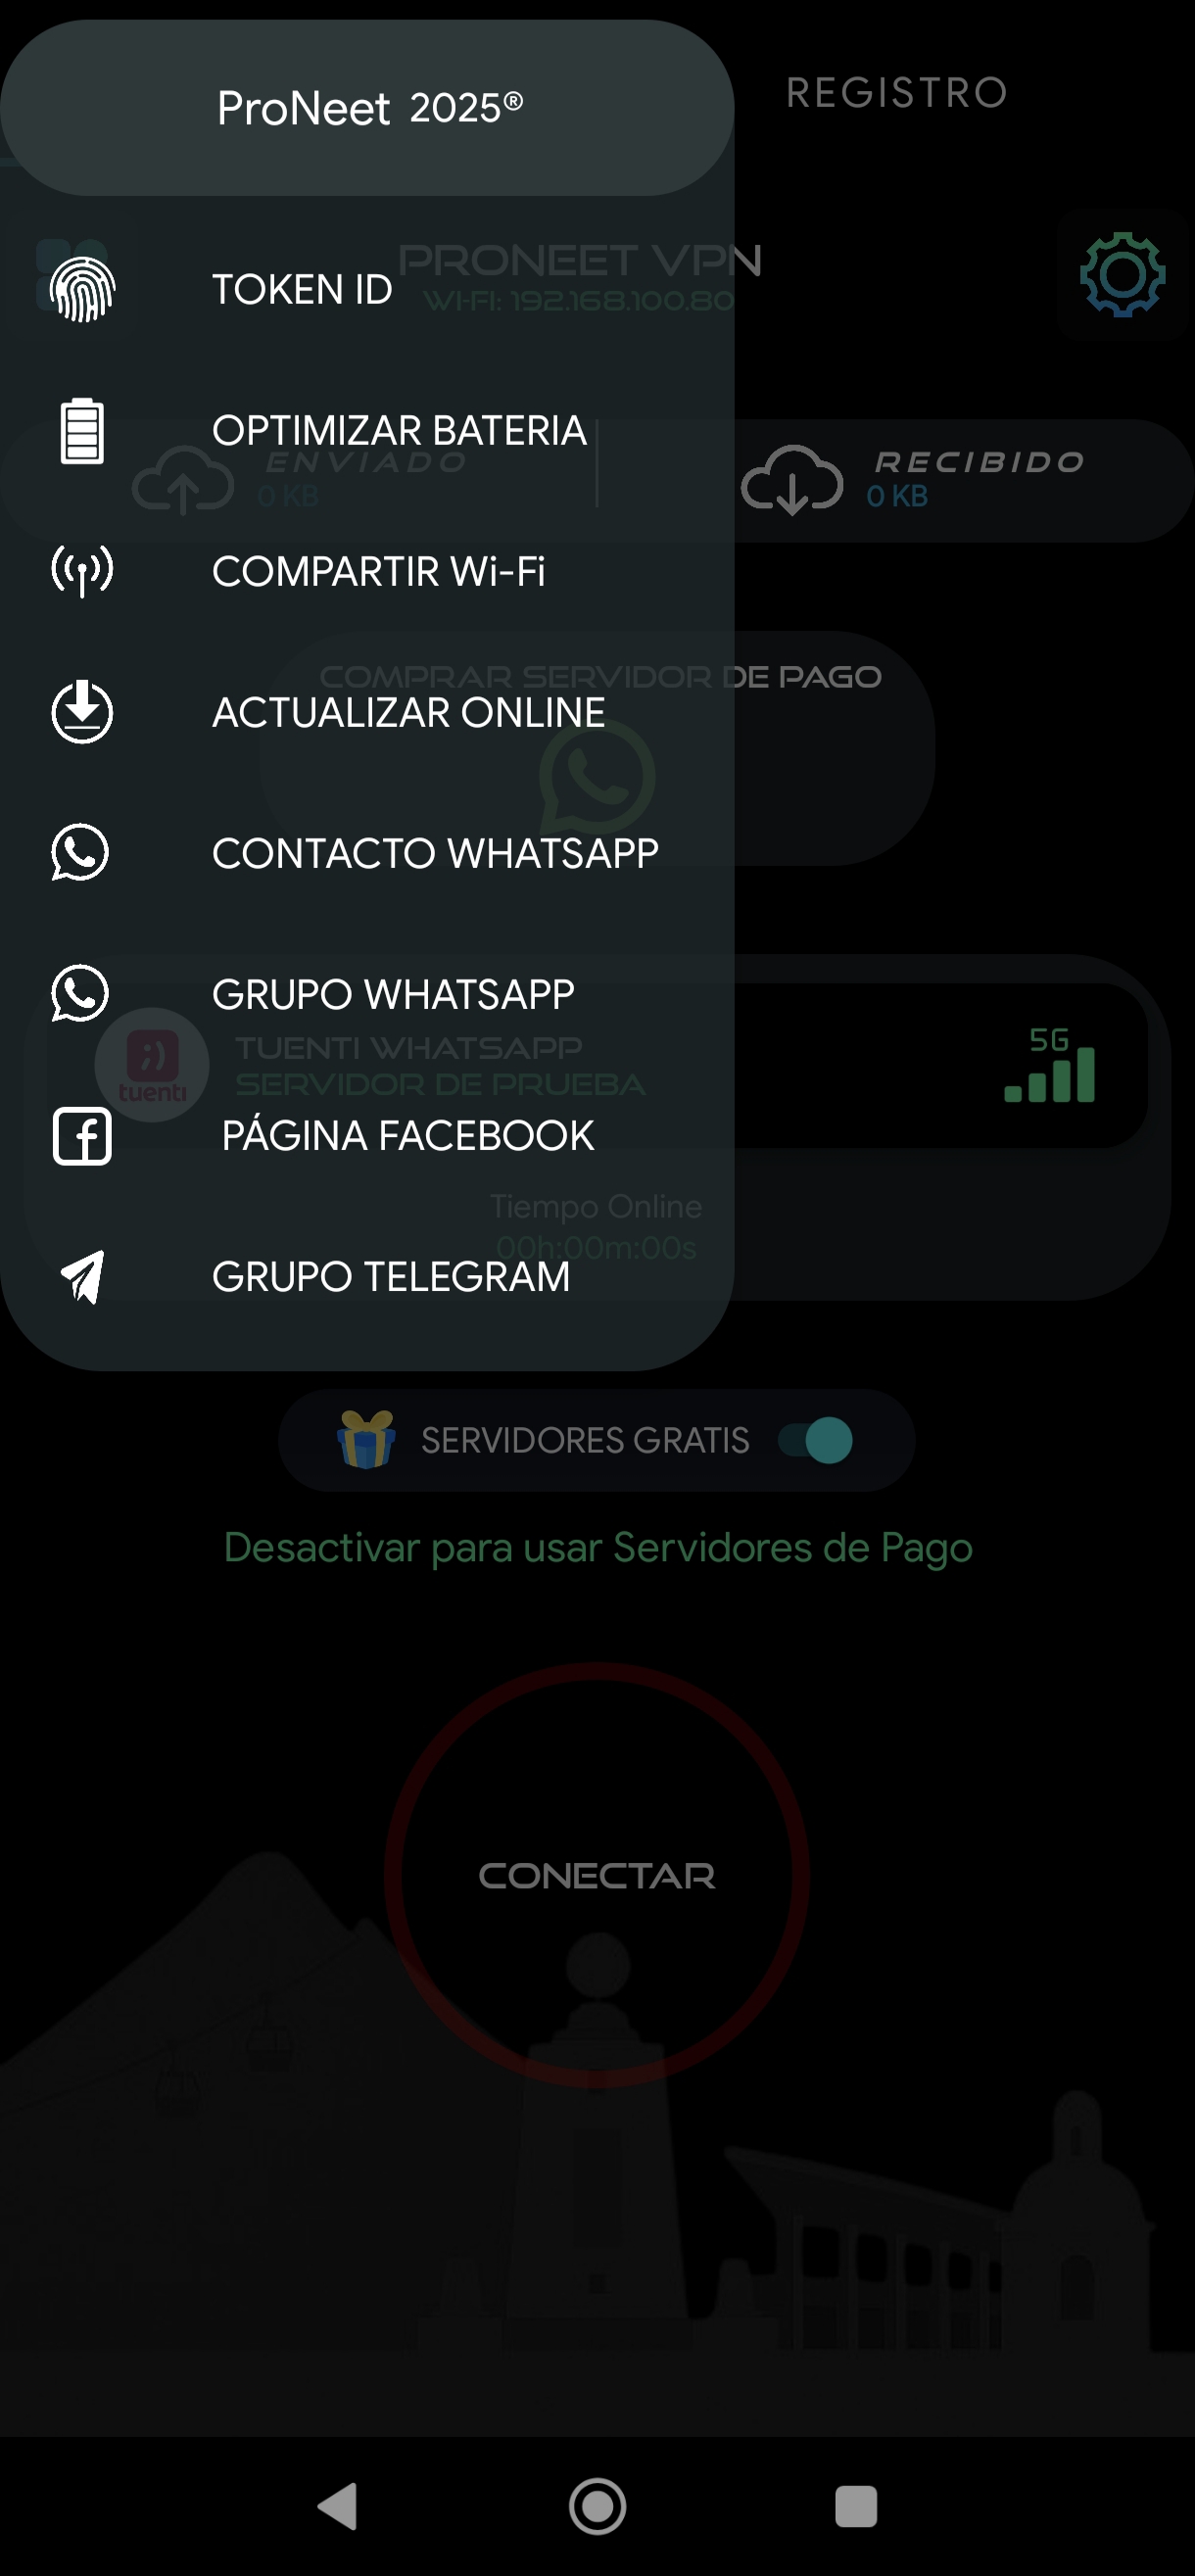 ProNeet 2025®
REGISTRO
PRONEET VPN
WI-FI: 192.168.100.80
TOKEN ID
OPTIMIZAR BATERIA
ENVIADO
0 KB
RECIBIDO
0 KB
COMPARTIR Wi-Fi
COMPRAR SERVIDOR DE PAGO
ACTUALIZAR ONLINE
CONTACTO WHATSAPP
GRUPO WHATSAPP
tuenti
TUENTI WHATSAPP
SERVIDOR DE PRUEBA
5G
PÁGINA FACEBOOK
Tiempo Online
00h:00m:00s
GRUPO TELEGRAM
SERVIDORES GRATIS
Desactivar para usar Servidores de Pago
CONECTAR